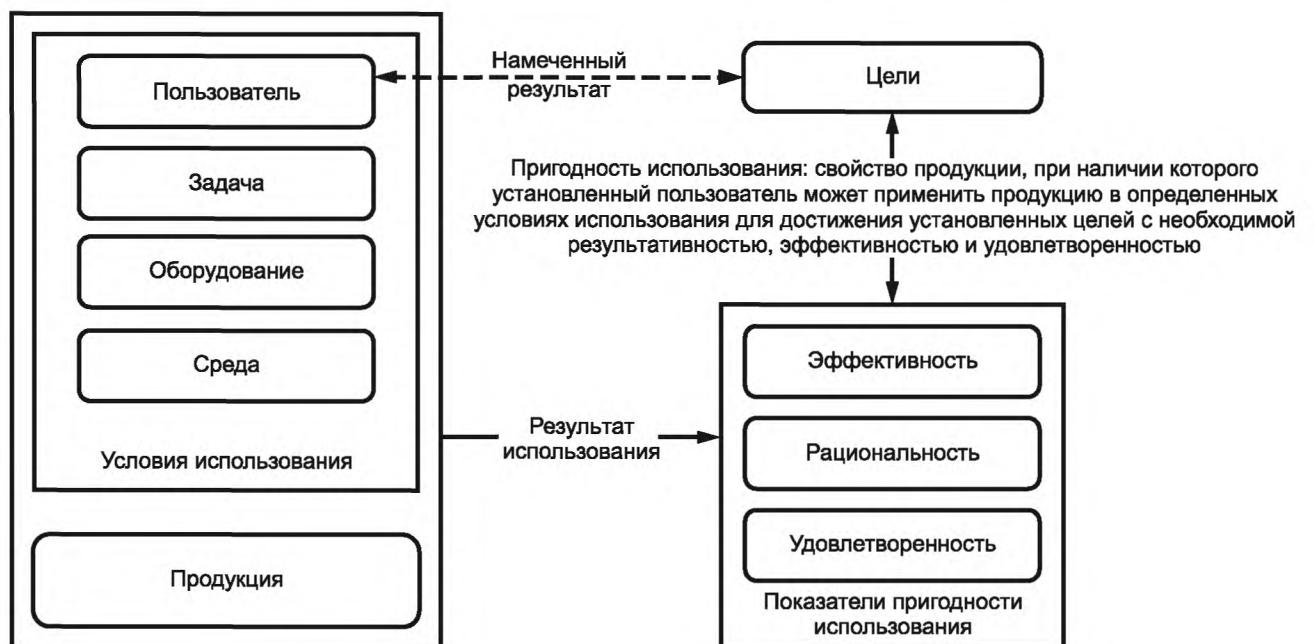 Пользователь
Задача
Оборудование
Среда
Условия использования
Продукция
Намеченный
результат
Цели
Пригодность использования: свойство продукции, при наличии которого
установленный пользователь может применить продукцию в определенных
условиях использования для достижения установленных целей с необходимой
результативностью, эффективностью и удовлетворенностью
Результат
использования
Эффективность
Рациональность
Удовлетворенность
Показатели пригодности
использования